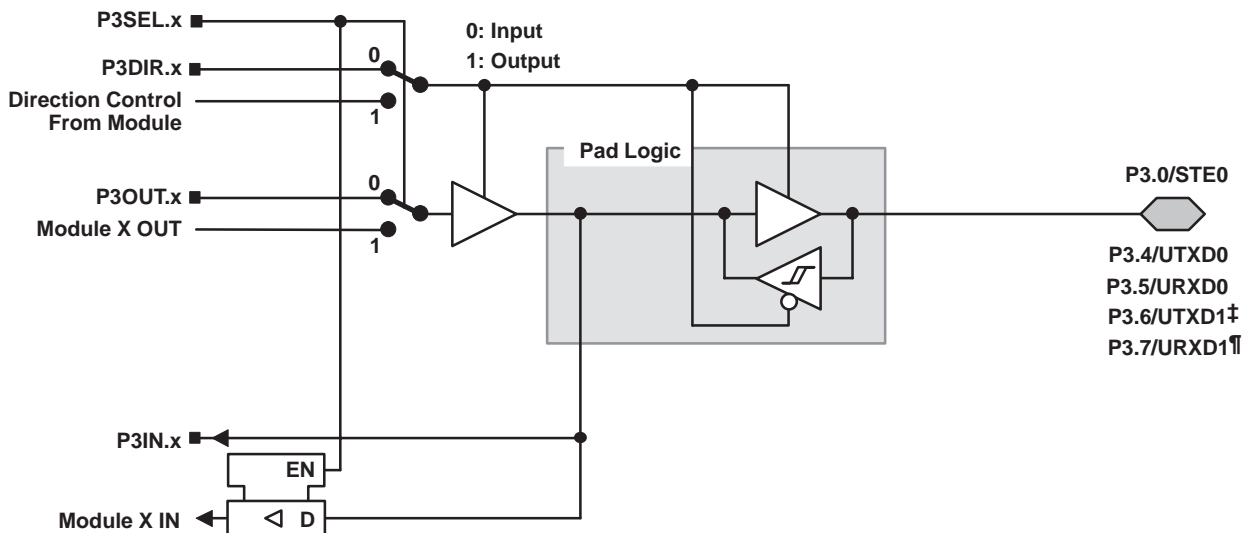 P3SEL.x
0: Input
1: Output
0
P3DIR.x
Direction Control
From Module
1
Pad Logic
P3.0/STE0
0
P3OUT.x
Module X OUT
1
P3.4/UTXD0
P3.5/URXD0
P3.6/UTXD1‡
P3.7/URXD1¶
P3IN.x
EN
Module X IN
D